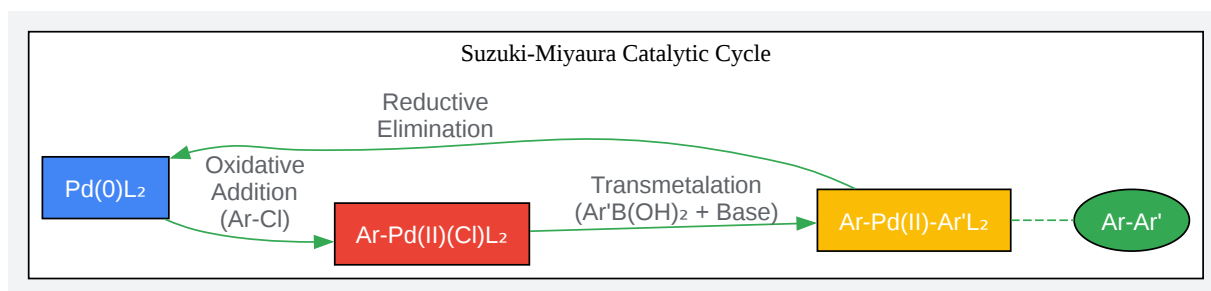 Suzuki-Miyaura Catalytic Cycle
Reductive
Elimination
Pd(0)L₂
Oxidative
Addition
(Ar-Cl)
Ar-Pd(II)(Cl)L₂
Transmetalation
(Ar'B(OH)₂ + Base)
Ar-Pd(II)-Ar'L₂
Ar-Ar'